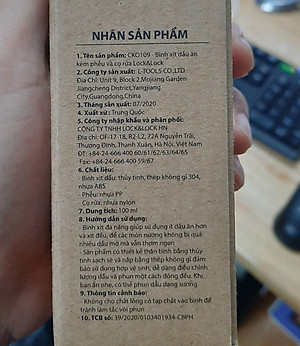 NHÃN SẢN PHẨM
1. Tên sản phẩm: CKO109 - Bình xịt dầu ăn
kèm phễu và cọ rửa Lock&Lock
2. Công ty sản xuất: L-TOOLS CO.,LTD
Địa Chỉ: Unit 9, Block 2,Mojiang Garden
Jiangcheng District,Yangjiang
City,Guangdong,China
3. Tháng sản xuất: 07/2020
4. Xuất xứ: Trung Quốc
5. Công ty nhập khẩu và phân phối:
CÔNG TY TNHH LOCK&LOCK HN
Địa chỉ: OF-17-18, R2-L2, 72A Nguyễn Trãi,
Thượng Đình, Thanh Xuân, Hà Nôi, Việt Nam
ĐT: +84-24-666 400 60/61/62/63/64/65
Fax: +84-24-666 400 59/67
6. Chất liệu:
- Bình xịt dầu: thủy tinh, thép không gỉ 304,
nhựa ABS
- Phễu: nhựa PP
- Cọ rửa: nhựa nylon
7. Dung tích: 100 ml
8. Hướng dẫn sử dụng:
- Bình xịt đa năng giúp sử dụng ít dầu ăn hơn
và xịt đều, để các món nướng không bị quá
nhiều dầu mỡ mà vẫn thơm ngon
- Sản phẩm có thiết kế thân bình bằng thủy
tinh sạch sẽ và nắp bằng thép không gỉ đảm
bảo sử dụng hợp vệ sinh, dễ dàng điều chỉnh
lượng dầu và phun một cách đồng đều. Khi
bạn ấn nhẹ, có thể phun dầu dạng sương
9. Thông tin cảnh báo:
- Không cho chất lỏng có tạp chất vào bình để
tránh làm tắc vòi phun
10. TCB số: 39/2020/0103401934-CBPH